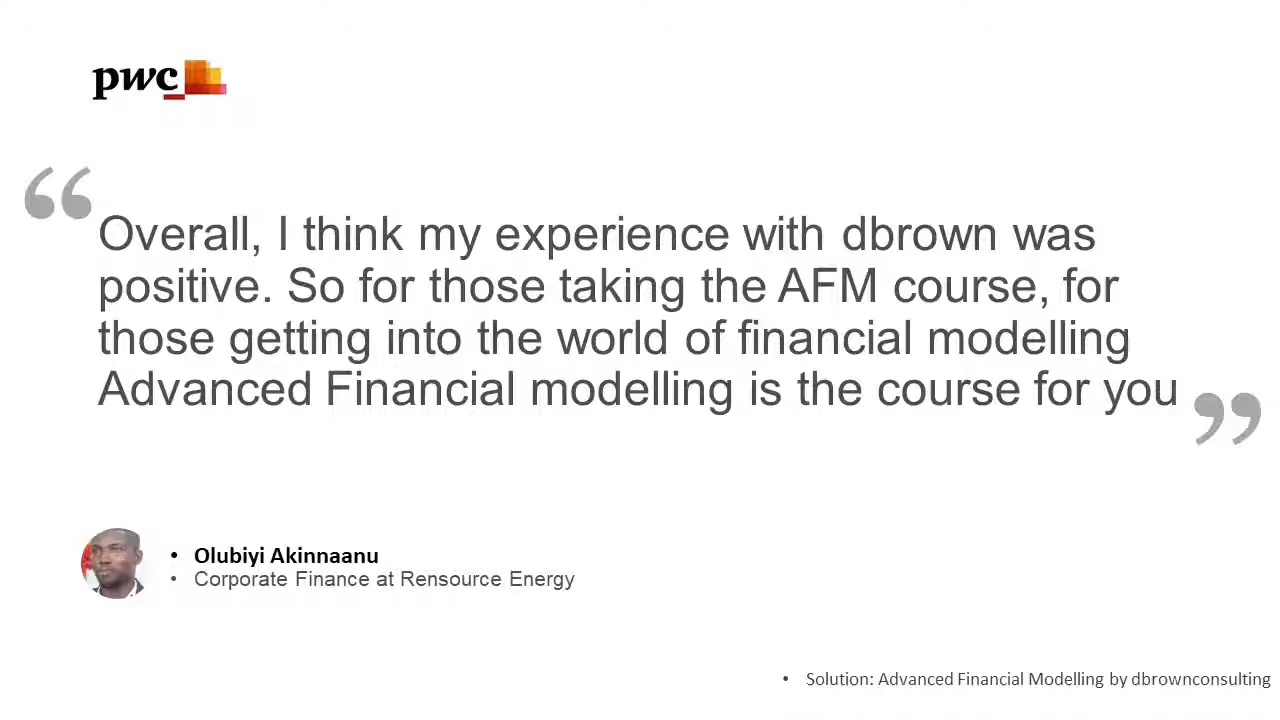 pwc
Overall, I think my experience with dbrown was
positive. So for those taking the AFM course, for
those getting into the world of financial modelling
Advanced Financial modelling is the course for you
• Olubiyi Akinnaanu
• Corporate Finance at Rensource Energy
• Solution: Advanced Financial Modelling by dbrownconsulting